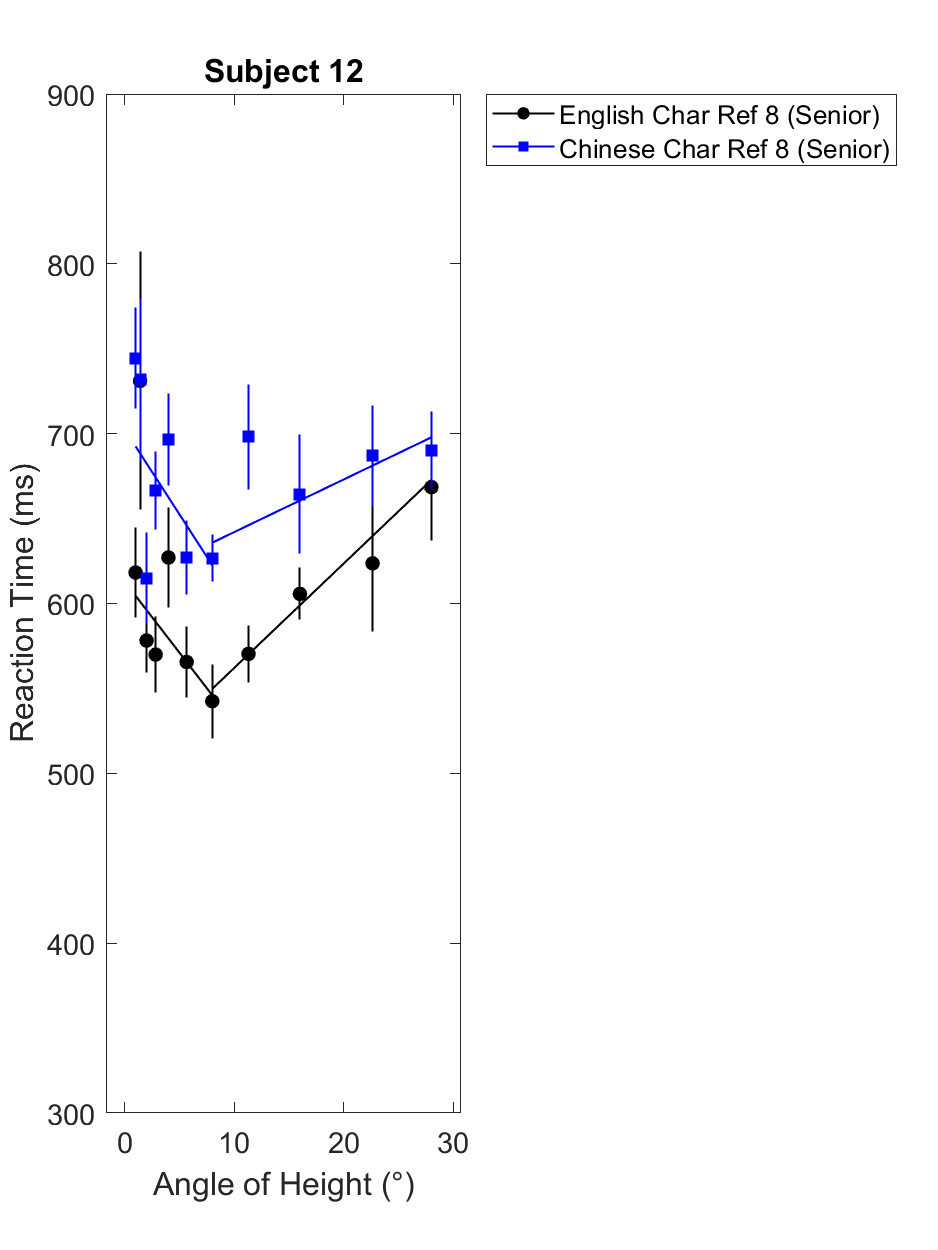 Subject 12
English Char Ref 8 (Senior)
Chinese Char Ref 8 (Senior)
900
800
700
600
500
400
300
Reaction Time (ms)
0 10 20 30
Angle of Height (°)